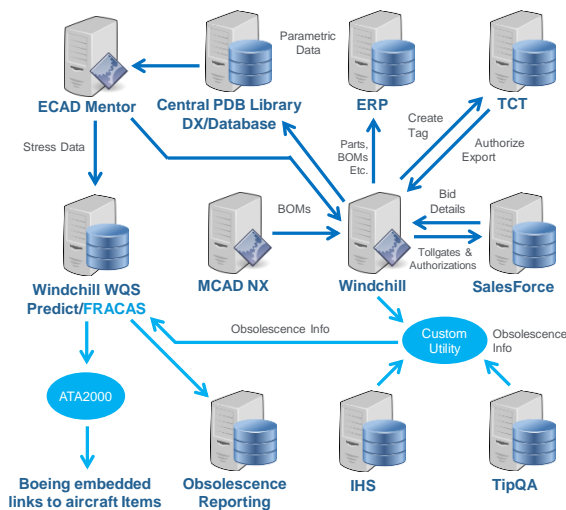 Parametric
Data
ECAD Mentor
Central PDB Library
DX/Database
ERP
TCT
Create
Tag
Authorize
Export
Stress Data
Parts,
BOMs
Etc.
BOMs
Bid
Details
Tollgates &
Authorizations
Windchill WQS
Predict/FRACAS
MCAD NX
Windchill
SalesForce
Obsolescence Info
Custom
Utility
Obsolescence
Info
ATA2000
Boeing embedded
links to aircraft Items
Obsolescence
Reporting
IHS
TipQA